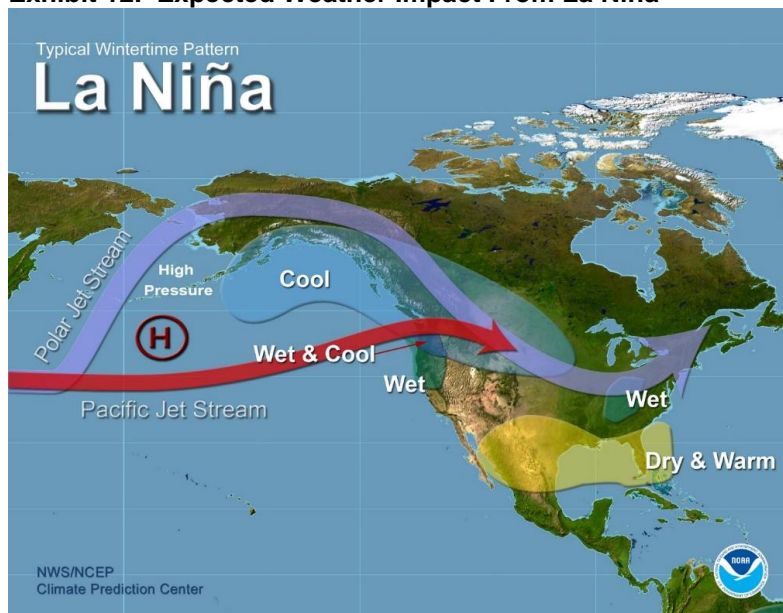 Exhibit 12: Expected Weather Impact From La Niña
Typical Wintertime Pattern
La Niña
Polar Jet Stream
High
Pressure
H
Cool
Wet & Cool
Wet
Pacific Jet Stream
Wet
Dry & Warm
NWS/NCEP
Climate Prediction Center
NOAA